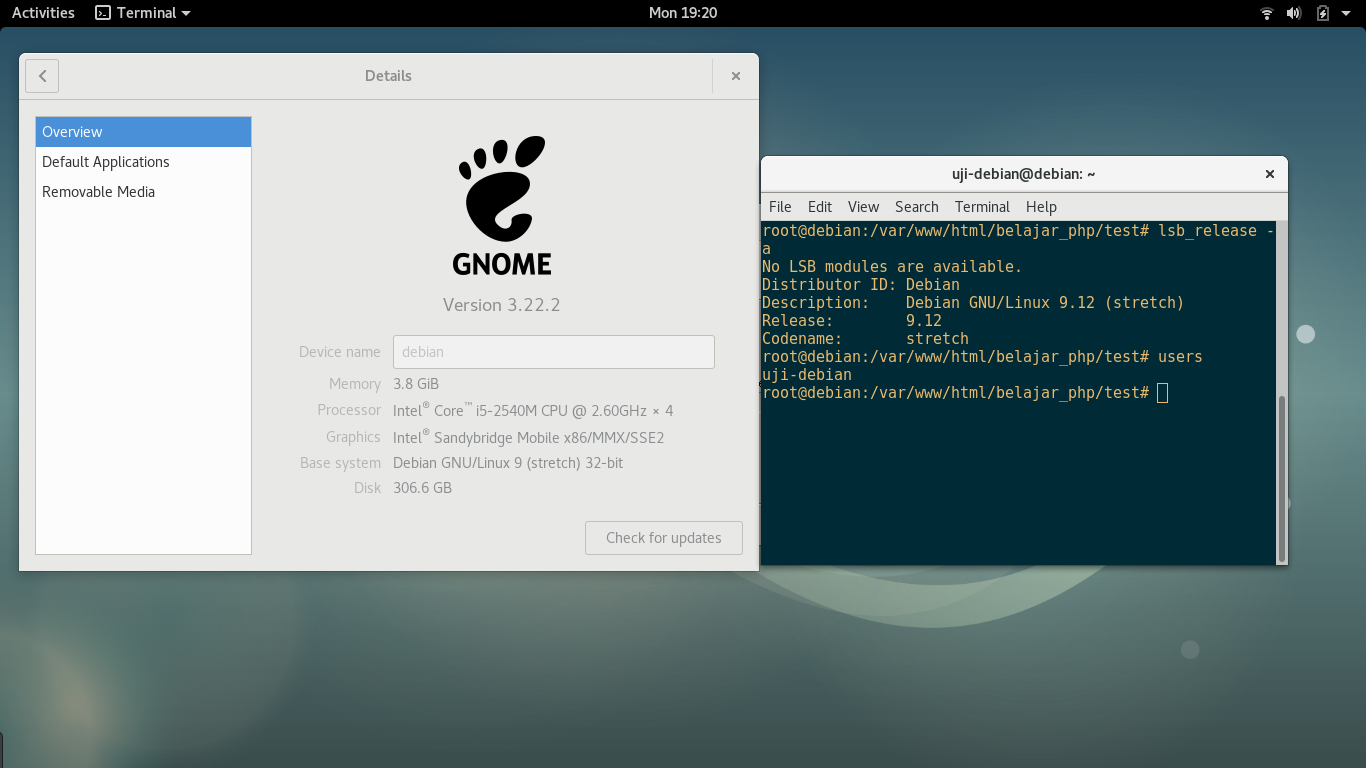 Activities Terminal Mon 19:20
Details
Overview
Default Applications
Removable Media
GNOME
Version 3.22.2
Device name debian
Memory 3.8 GiB
Processor Intel® Core™ i5-2540M CPU @ 2.60GHz × 4
Graphics Intel® Sandybridge Mobile x86/MMX/SSE2
Base system Debian GNU/Linux 9 (stretch) 32-bit
Disk 306.6 GB
Check for updates
uji-debian@debian: ~
File Edit View Search Terminal Help
root@debian:/var/www/html/belajar_php/test# lsb_release -
a
No LSB modules are available.
Distributor ID: Debian
Description: Debian GNU/Linux 9.12 (stretch)
Release: 9.12
Codename: stretch
root@debian:/var/www/html/belajar_php/test# users
uji-debian
root@debian:/var/www/html/belajar_php/test#